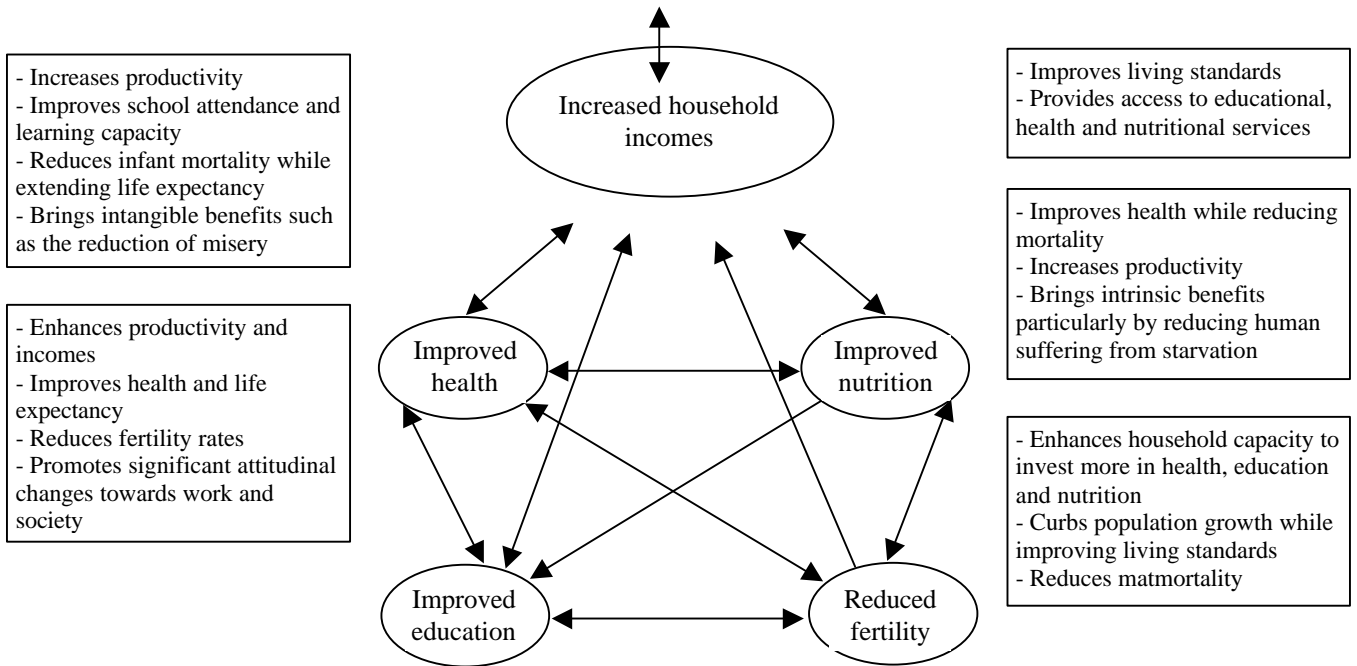 - Increases productivity
- Improves school attendance and
learning capacity
- Reduces infant mortality while
extending life expectancy
- Brings intangible benefits such
as the reduction of misery
Increased household
incomes
- Improves living standards
- Provides access to educational,
health and nutritional services
- Improves health while reducing
mortality
- Increases productivity
- Brings intrinsic benefits
particularly by reducing human
suffering from starvation
- Enhances productivity and
incomes
- Improves health and life
expectancy
- Reduces fertility rates
- Promotes significant attitudinal
changes towards work and
society
Improved
health
Improved
nutrition
- Enhances household capacity to
invest more in health, education
and nutrition
- Curbs population growth while
improving living standards
- Reduces matmortality
Improved
education
Reduced
fertility